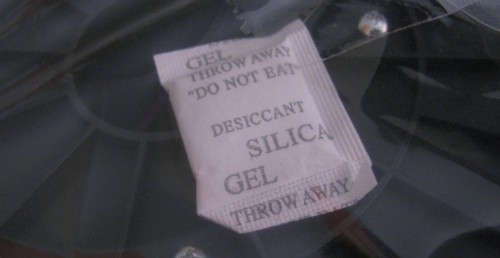 GEL
THROW AWAY
"DO NOT EAT"
DESICCANT
SILICA
GEL
THROW AWAY